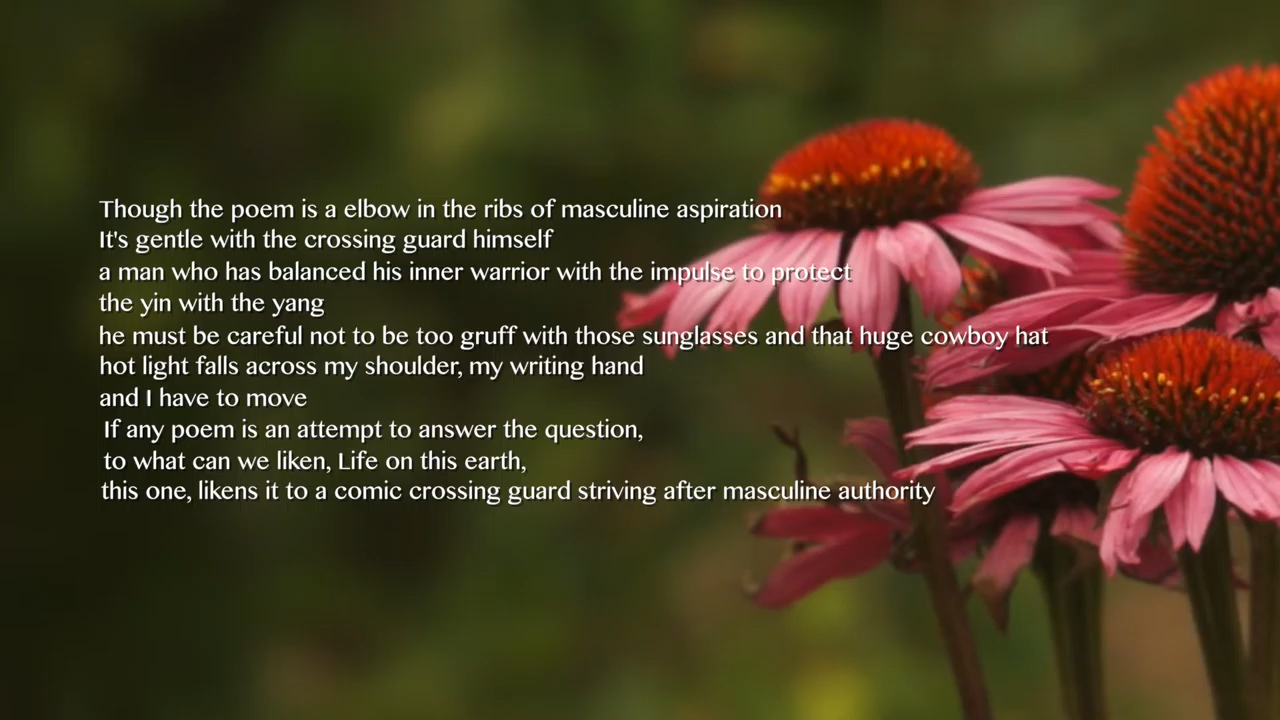 Though the poem is a elbow in the ribs of masculine aspiration
It's gentle with the crossing guard himself
a man who has balanced his inner warrior with the impulse to protect
the yin with the yang
he must be careful not to be too gruff with those sunglasses and that huge cowboy hat
hot light falls across my shoulder, my writing hand
and I have to move
If any poem is an attempt to answer the question,
to what can we liken, Life on this earth,
this one, likens it to a comic crossing guard striving after masculine authority